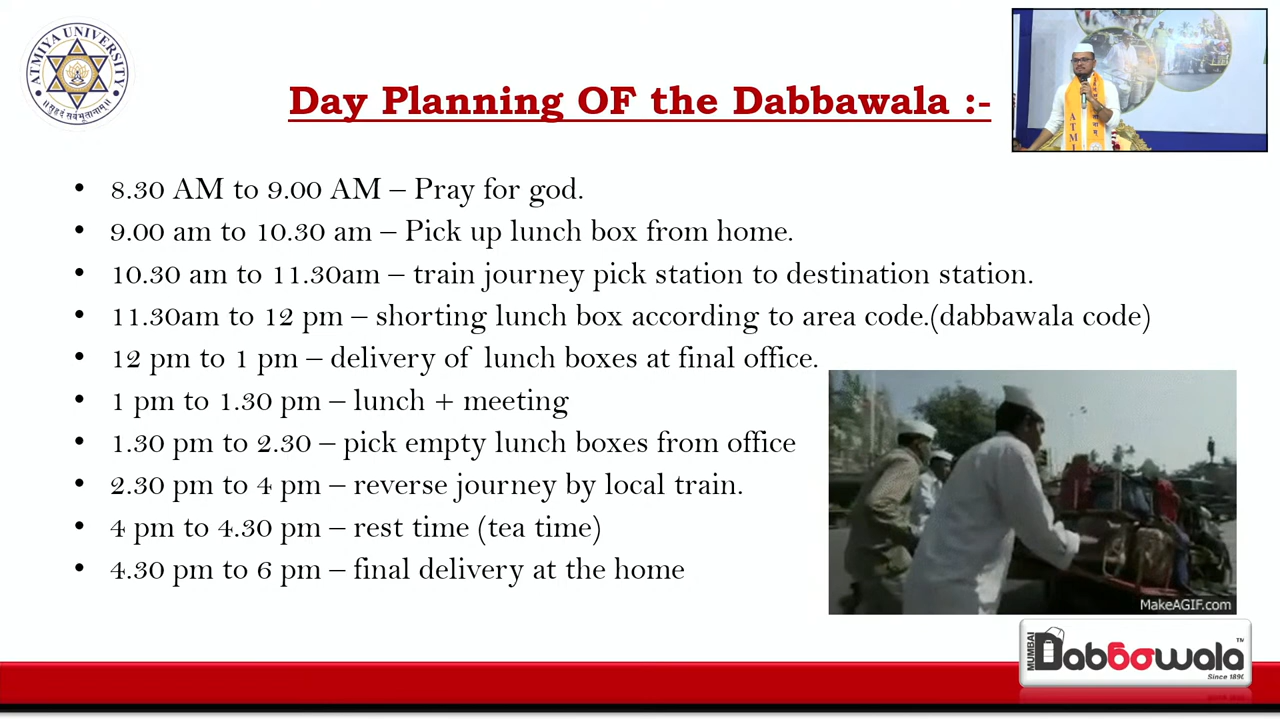 ATMIYA UNIVERSITY
॥सुहृदं सर्वभूतानाम्॥
Day Planning OF the Dabbawala :-
• 8.30 AM to 9.00 AM – Pray for god.
• 9.00 am to 10.30 am – Pick up lunch box from home.
• 10.30 am to 11.30am – train journey pick station to destination station.
• 11.30am to 12 pm – shorting lunch box according to area code.(dabbawala code)
• 12 pm to 1 pm – delivery of lunch boxes at final office.
• 1 pm to 1.30 pm – lunch + meeting
• 1.30 pm to 2.30 – pick empty lunch boxes from office
• 2.30 pm to 4 pm – reverse journey by local train.
• 4 pm to 4.30 pm – rest time (tea time)
• 4.30 pm to 6 pm – final delivery at the home
MakeAGIF.com
MUMBAI Dabbawala ™
Since 1890